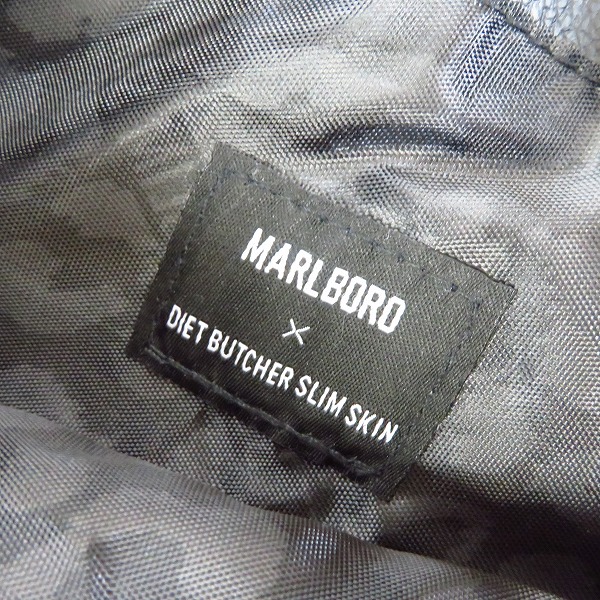 MARLBORO
×
DIET BUTCHER SLIM SKIN